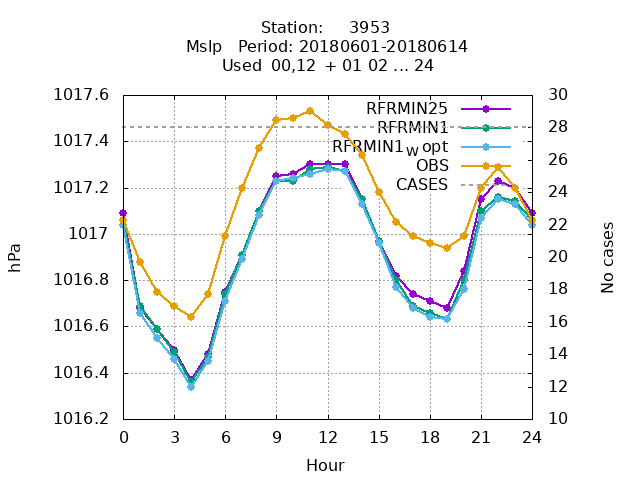 Station: 3953
Mslp Period: 20180601-20180614
Used 00,12 + 01 02 ... 24
1017.6
1017.4
1017.2
1017
1016.8
1016.6
1016.4
1016.2
hPa
30
28
26
24
22
20
18
16
14
12
10
No cases
RFRMIN25
RFRMIN1
RFRMIN1w opt
OBS
CASES
0 3 6 9 12 15 18 21 24
Hour